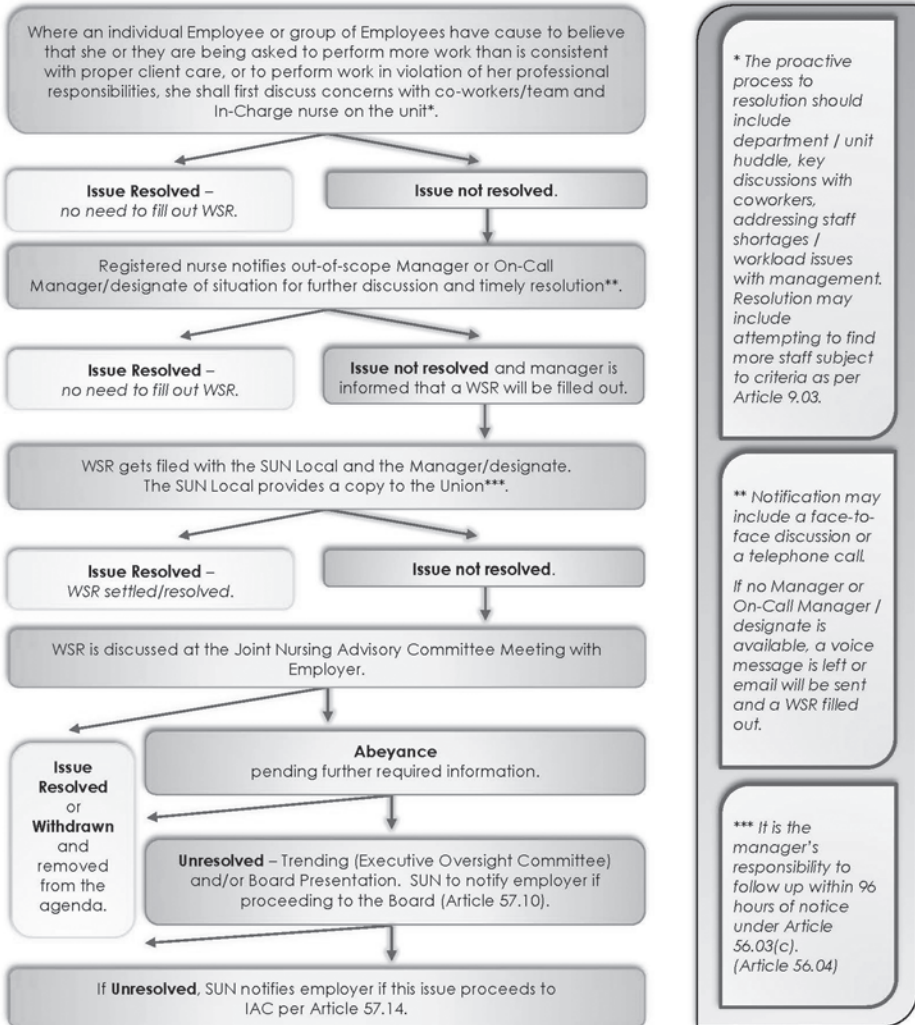 Where an individual Employee or group of Employees have cause to believe
that she or they are being asked to perform more work than is consistent
with proper client care, or to perform work in violation of her professional
responsibilities, she shall first discuss concerns with co-workers/team and
In-Charge nurse on the unit*.
Issue Resolved –
no need to fill out WSR.
Issue not resolved.
Registered nurse notifies out-of-scope Manager or On-Call
Manager/designate of situation for further discussion and timely resolution**.
Issue Resolved –
no need to fill out WSR.
Issue not resolved and manager is
informed that a WSR will be filled out.
WSR gets filed with the SUN Local and the Manager/designate.
The SUN Local provides a copy to the Union***.
Issue Resolved –
WSR settled/resolved.
Issue not resolved.
WSR is discussed at the Joint Nursing Advisory Committee Meeting with
Employer.
Issue
Resolved
or
Withdrawn
and
removed
from the
agenda.
Abeyance
pending further required information.
Unresolved – Trending (Executive Oversight Committee)
and/or Board Presentation. SUN to notify employer if
proceeding to the Board (Article 57.10).
If Unresolved, SUN notifies employer if this issue proceeds to
IAC per Article 57.14.
* The proactive
process to
resolution should
include
department / unit
huddle, key
discussions with
coworkers,
addressing staff
shortages /
workload issues
with management.
Resolution may
include
attempting to find
more staff subject
to criteria as per
Article 9.03.
** Notification may
include a face-to-
face discussion or
a telephone call.
If no Manager or
On-Call Manager /
designate is
available, a voice
message is left or
email will be sent
and a WSR filled
out.
*** It is the
manager's
responsibility to
follow up within 96
hours of notice
under Article
56.03(c).
(Article 56.04)